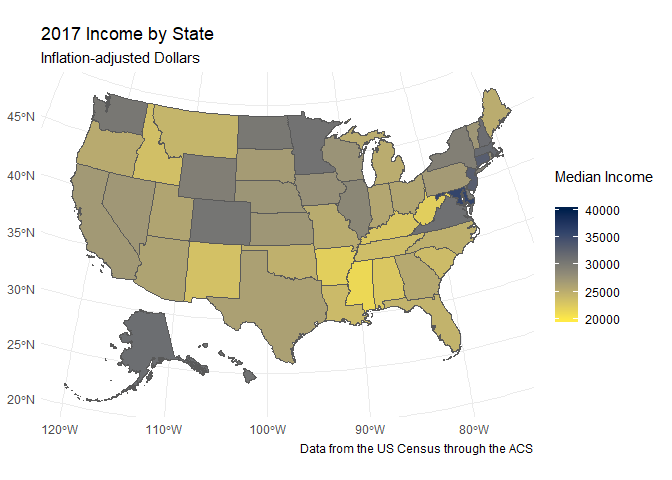 2017 Income by State
Inflation-adjusted Dollars
45°N
40°N
35°N
30°N
25°N
20°N
120°W
110°W
100°W
90°W
80°W
Median Income
40000
35000
30000
25000
20000
Data from the US Census through the ACS